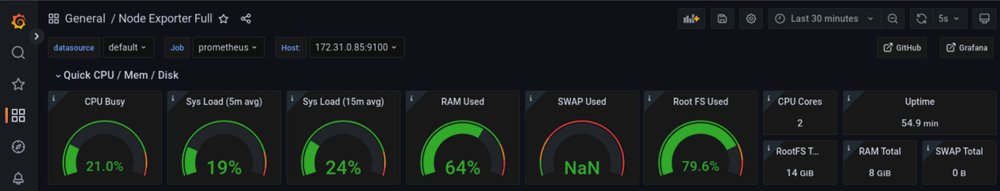 General / Node Exporter Full
Last 30 minutes
5s
datasource default
Job prometheus
Host: 172.31.0.85:9100
GitHub
Grafana
Quick CPU / Mem / Disk
CPU Busy
21.0%
Sys Load (5m avg)
19%
Sys Load (15m avg)
24%
RAM Used
64%
SWAP Used
NaN
Root FS Used
79.6%
CPU Cores
2
Uptime
54.9 min
RootFS T...
14 GiB
RAM Total
8 GiB
SWAP Total
0 B